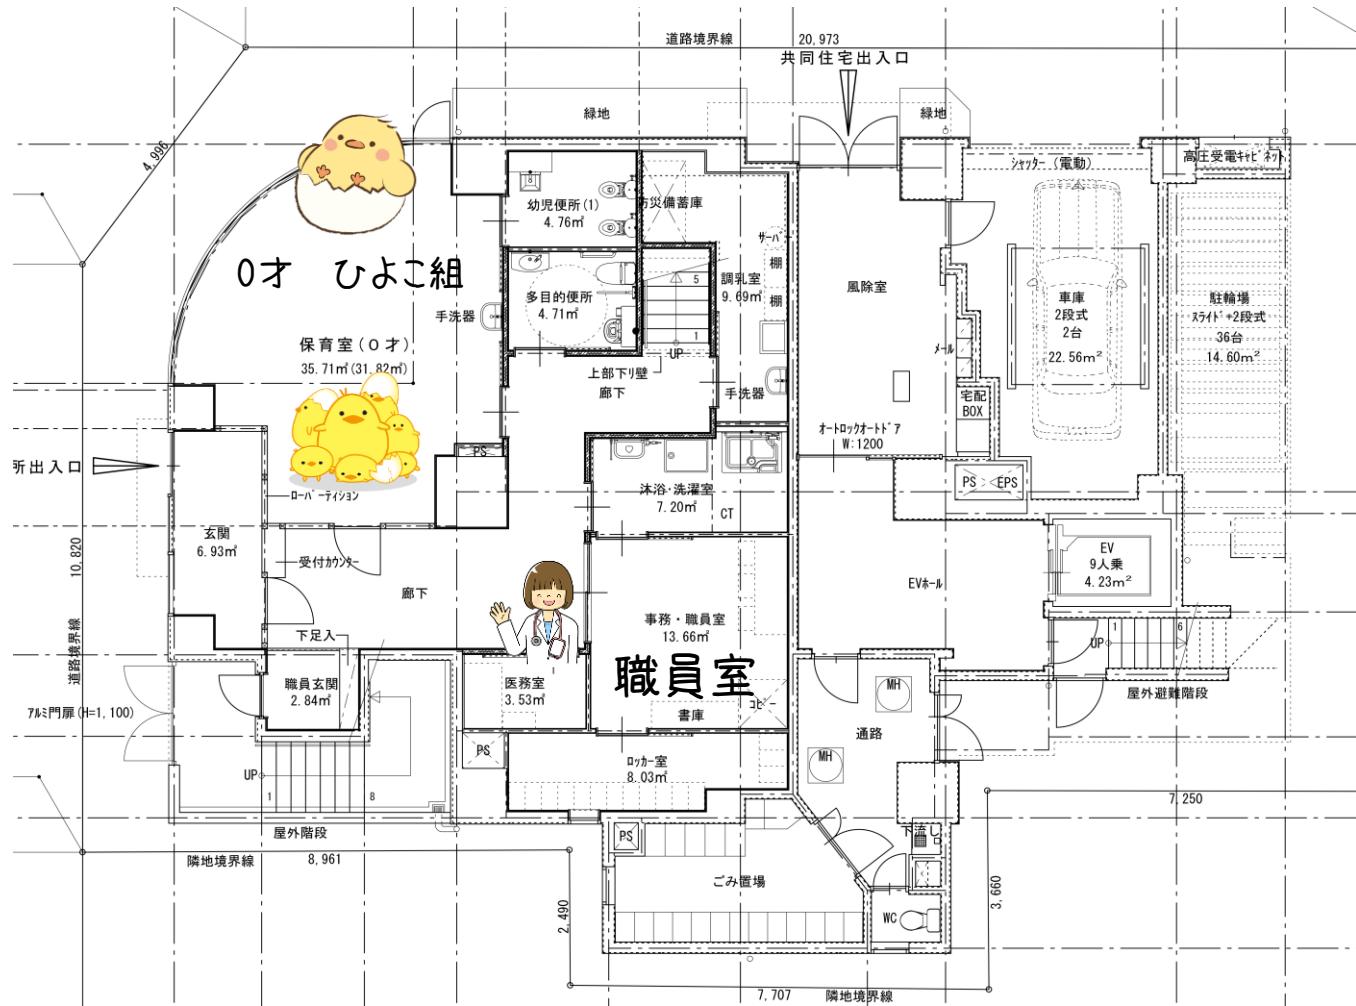 道路境界線 20,973
共同住宅出入口
緑地
緑地
4,996
シャッター(電動)
高圧受電キャビネット
幼児便所(1)
4.76㎡
防災備蓄庫
サーバー
棚
棚
調乳室
9.69㎡
0才 ひよこ組
多目的便所
4.71㎡
手洗器
5
1
UP
風除室
車庫
2段式
2台
22.56m²
駐輪場
スライド+2段式
36台
14.60m²
保育室(0才)
35.71㎡(31.82㎡)
上部下り壁
廊下
手洗器
メール
宅配
BOX
オートロックオートドア
W:1200
所出入口
PS
ローパーティション
沐浴・洗濯室
7.20㎡
CT
PS
EPS
玄関
6.93㎡
受付カウンター
廊下
10,820
道路境界線
EVホール
EV
9人乗
4.23m²
事務・職員室
13.66㎡
職員室
下足入
職員玄関
2.84㎡
医務室
3.53㎡
書庫
コピー
UP
1
6
屋外避難階段
アルミ門扉(H=1,100)
MH
通路
MH
PS
ロッカー室
8.03㎡
UP
1
8
屋外階段
隣地境界線 8,961
7,250
下流し
PS
ごみ置場
WC
2,490
3,660
7,707 隣地境界線